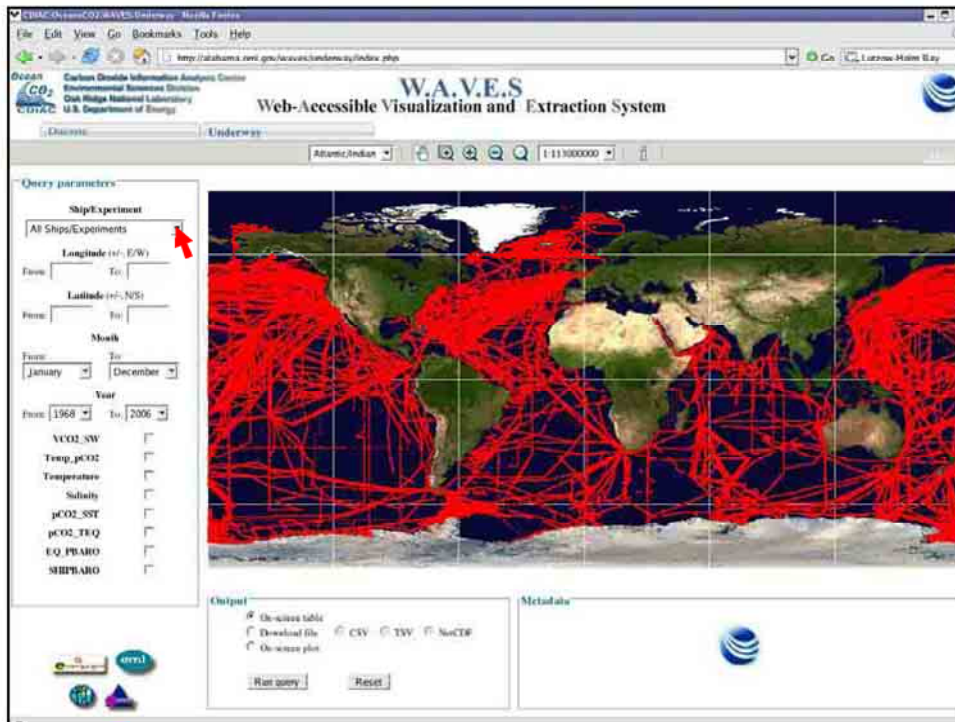 CDIAC:OceanCO2:WAVES:Underway - Mozilla Firefox
File Edit View Go Bookmarks Tools Help
http://alabama.ornl.gov/waves/underway/index.php
Go
Lutzow-Holm Bay
Ocean CO2 CDIAC
Carbon Dioxide Information Analysis Center
Environmental Sciences Division
Oak Ridge National Laboratory
U.S. Department of Energy
W.A.V.E.S
Web-Accessible Visualization and Extraction System
Discrete
Underway
Atlantic/Indian
1:113000000
Query parameters
Ship/Experiment
All Ships/Experiments
Longitude (+/-, E/W)
From: To:
Latitude (+/-, N/S)
From: To:
Month
From: To:
January December
Year
From: 1968 To: 2006
VCO2_SW
Temp_pCO2
Temperature
Salinity
pCO2_SST
pCO2_TEQ
EQ_PBARO
SHIPBARO
Output
On-screen table
Download file CSV TSV NetCDF
On-screen plot
Run query Reset
Metadata
ornl